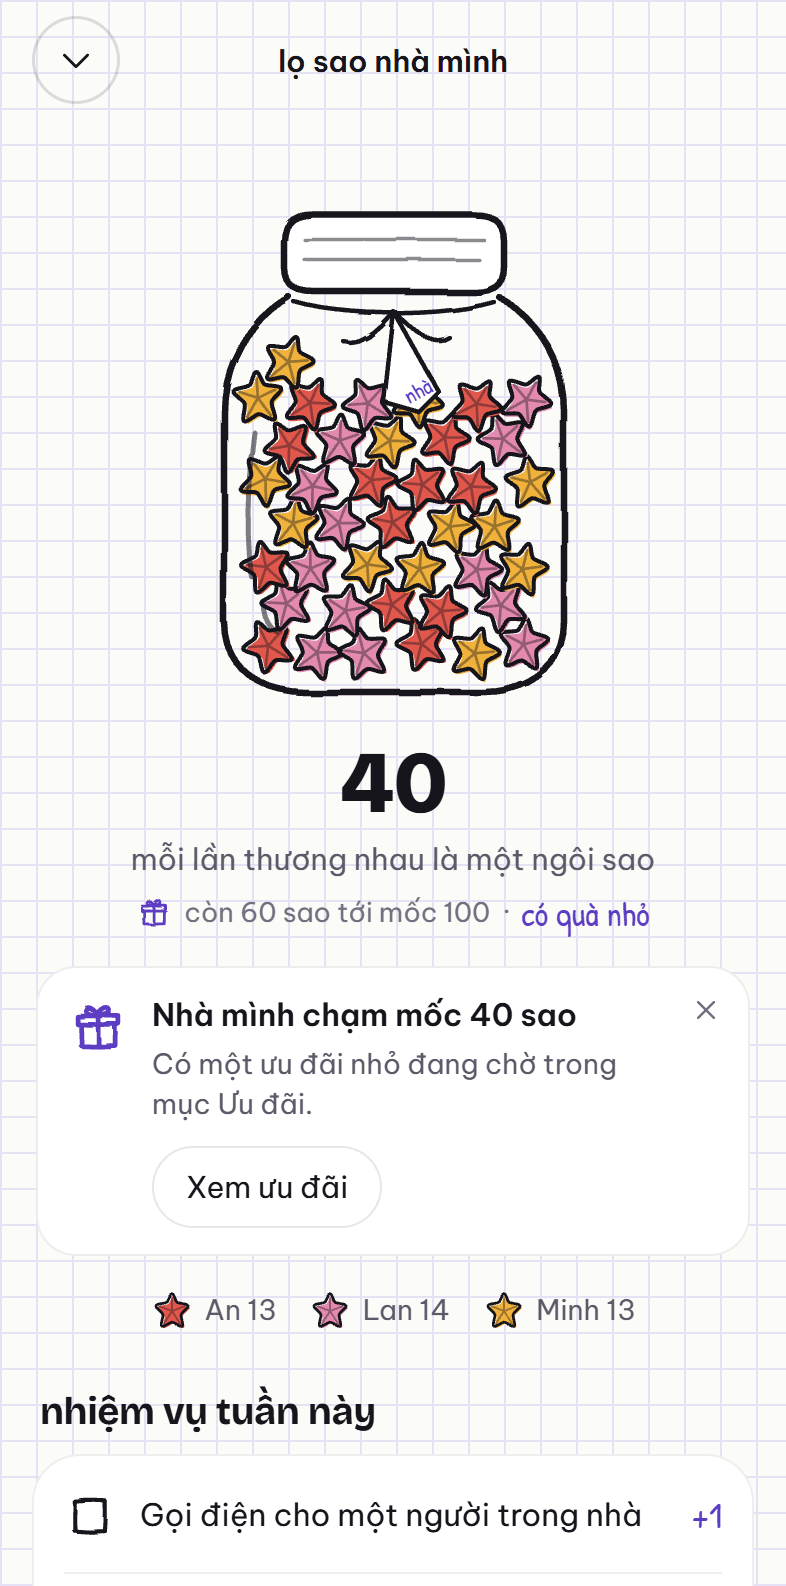 lọ sao nhà mình
nhà
40
mỗi lần thương nhau là một ngôi sao
còn 60 sao tới mốc 100 · có quà nhỏ
Nhà mình chạm mốc 40 sao
Có một ưu đãi nhỏ đang chờ trong
mục Ưu đãi.
Xem ưu đãi
An 13 Lan 14 Minh 13
nhiệm vụ tuần này
Gọi điện cho một người trong nhà +1